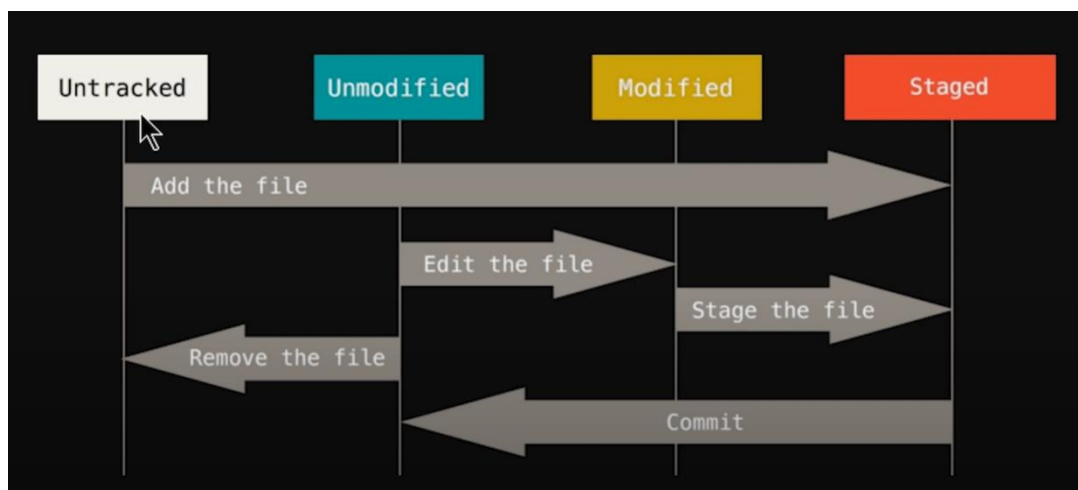 Untracked
Unmodified
Modified
Staged
Add the file
Edit the file
Stage the file
Remove the file
Commit